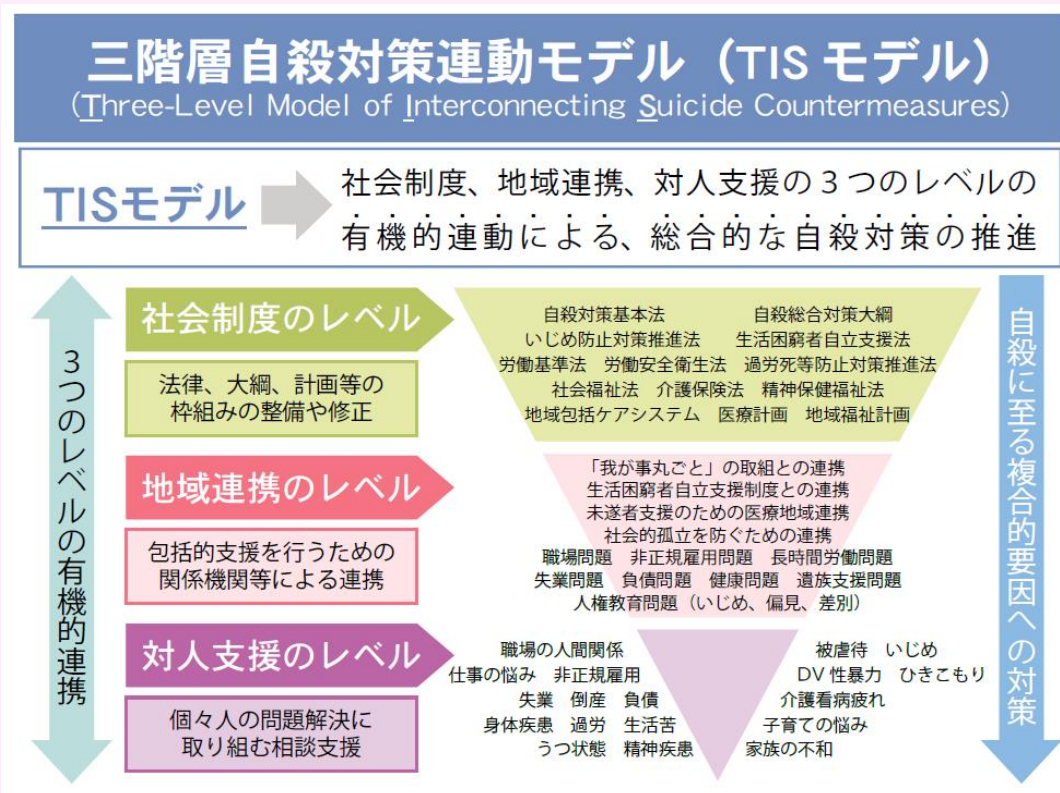 三階層自殺対策連動モデル（TIS モデル）
(Three-Level Model of Interconnecting Suicide Countermeasures)
TISモデル
社会制度、地域連携、対人支援の３つのレベルの
有機的連動による、総合的な自殺対策の推進
３つのレベルの有機的連携
社会制度のレベル
法律、大綱、計画等の
枠組みの整備や修正
自殺対策基本法　自殺総合対策大綱
いじめ防止対策推進法　生活困窮者自立支援法
労働基準法　労働安全衛生法　過労死等防止対策推進法
社会福祉法　介護保険法　精神保健福祉法
地域包括ケアシステム　医療計画　地域福祉計画
地域連携のレベル
包括的支援を行うための
関係機関等による連携
「我が事丸ごと」の取組との連携
生活困窮者自立支援制度との連携
未遂者支援のための医療地域連携
社会的孤立を防ぐための連携
職場問題　非正規雇用問題　長時間労働問題
失業問題　負債問題　健康問題　遺族支援問題
人権教育問題（いじめ、偏見、差別）
対人支援のレベル
個々人の問題解決に
取り組む相談支援
職場の人間関係
仕事の悩み　非正規雇用
失業　倒産　負債
身体疾患　過労　生活苦
うつ状態　精神疾患
被虐待　いじめ
DV 性暴力　ひきこもり
介護看病疲れ
子育ての悩み
家族の不和
自殺に至る複合的要因への対策